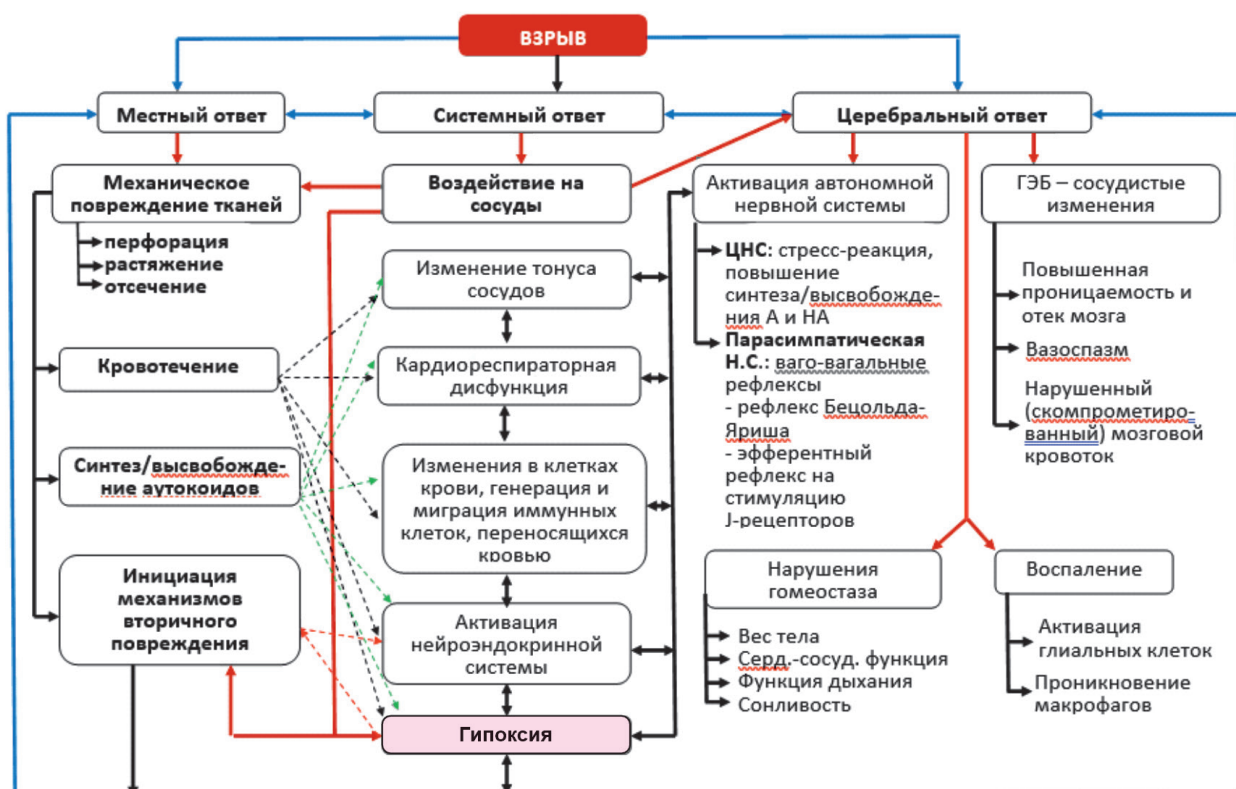 ВЗРЫВ
Местный ответ
Системный ответ
Церебральный ответ
Механическое
повреждение тканей
перфорация
растяжение
отсечение
Воздействие на
сосуды
Активация автономной
нервной системы
ГЭБ – сосудистые
изменения
Изменение тонуса
сосудов
ЦНС: стресс-реакция,
повышение
синтеза/высвобожде-
ния А и НА
Парасимпатическая
Н.С.: ваго-вагальные
рефлексы
- рефлекс Бецольда-
Яриша
- эфферентный
рефлекс на
стимуляцию
J-рецепторов
Повышенная
проницаемость и
отек мозга
Вазоспазм
Нарушенный
(скомпрометиро-
ванный) мозговой
кровоток
Кровотечение
Кардиореспираторная
дисфункция
Синтез/высвобожде-
ние аутокоидов
Изменения в клетках
крови, генерация и
миграция иммунных
клеток, переносящихся
кровью
Инициация
механизмов
вторичного
повреждения
Активация
нейроэндокринной
системы
Гипоксия
Нарушения
гомеостаза
Вес тела
Серд.-сосуд. функция
Функция дыхания
Сонливость
Воспаление
Активация
глиальных клеток
Проникновение
макрофагов